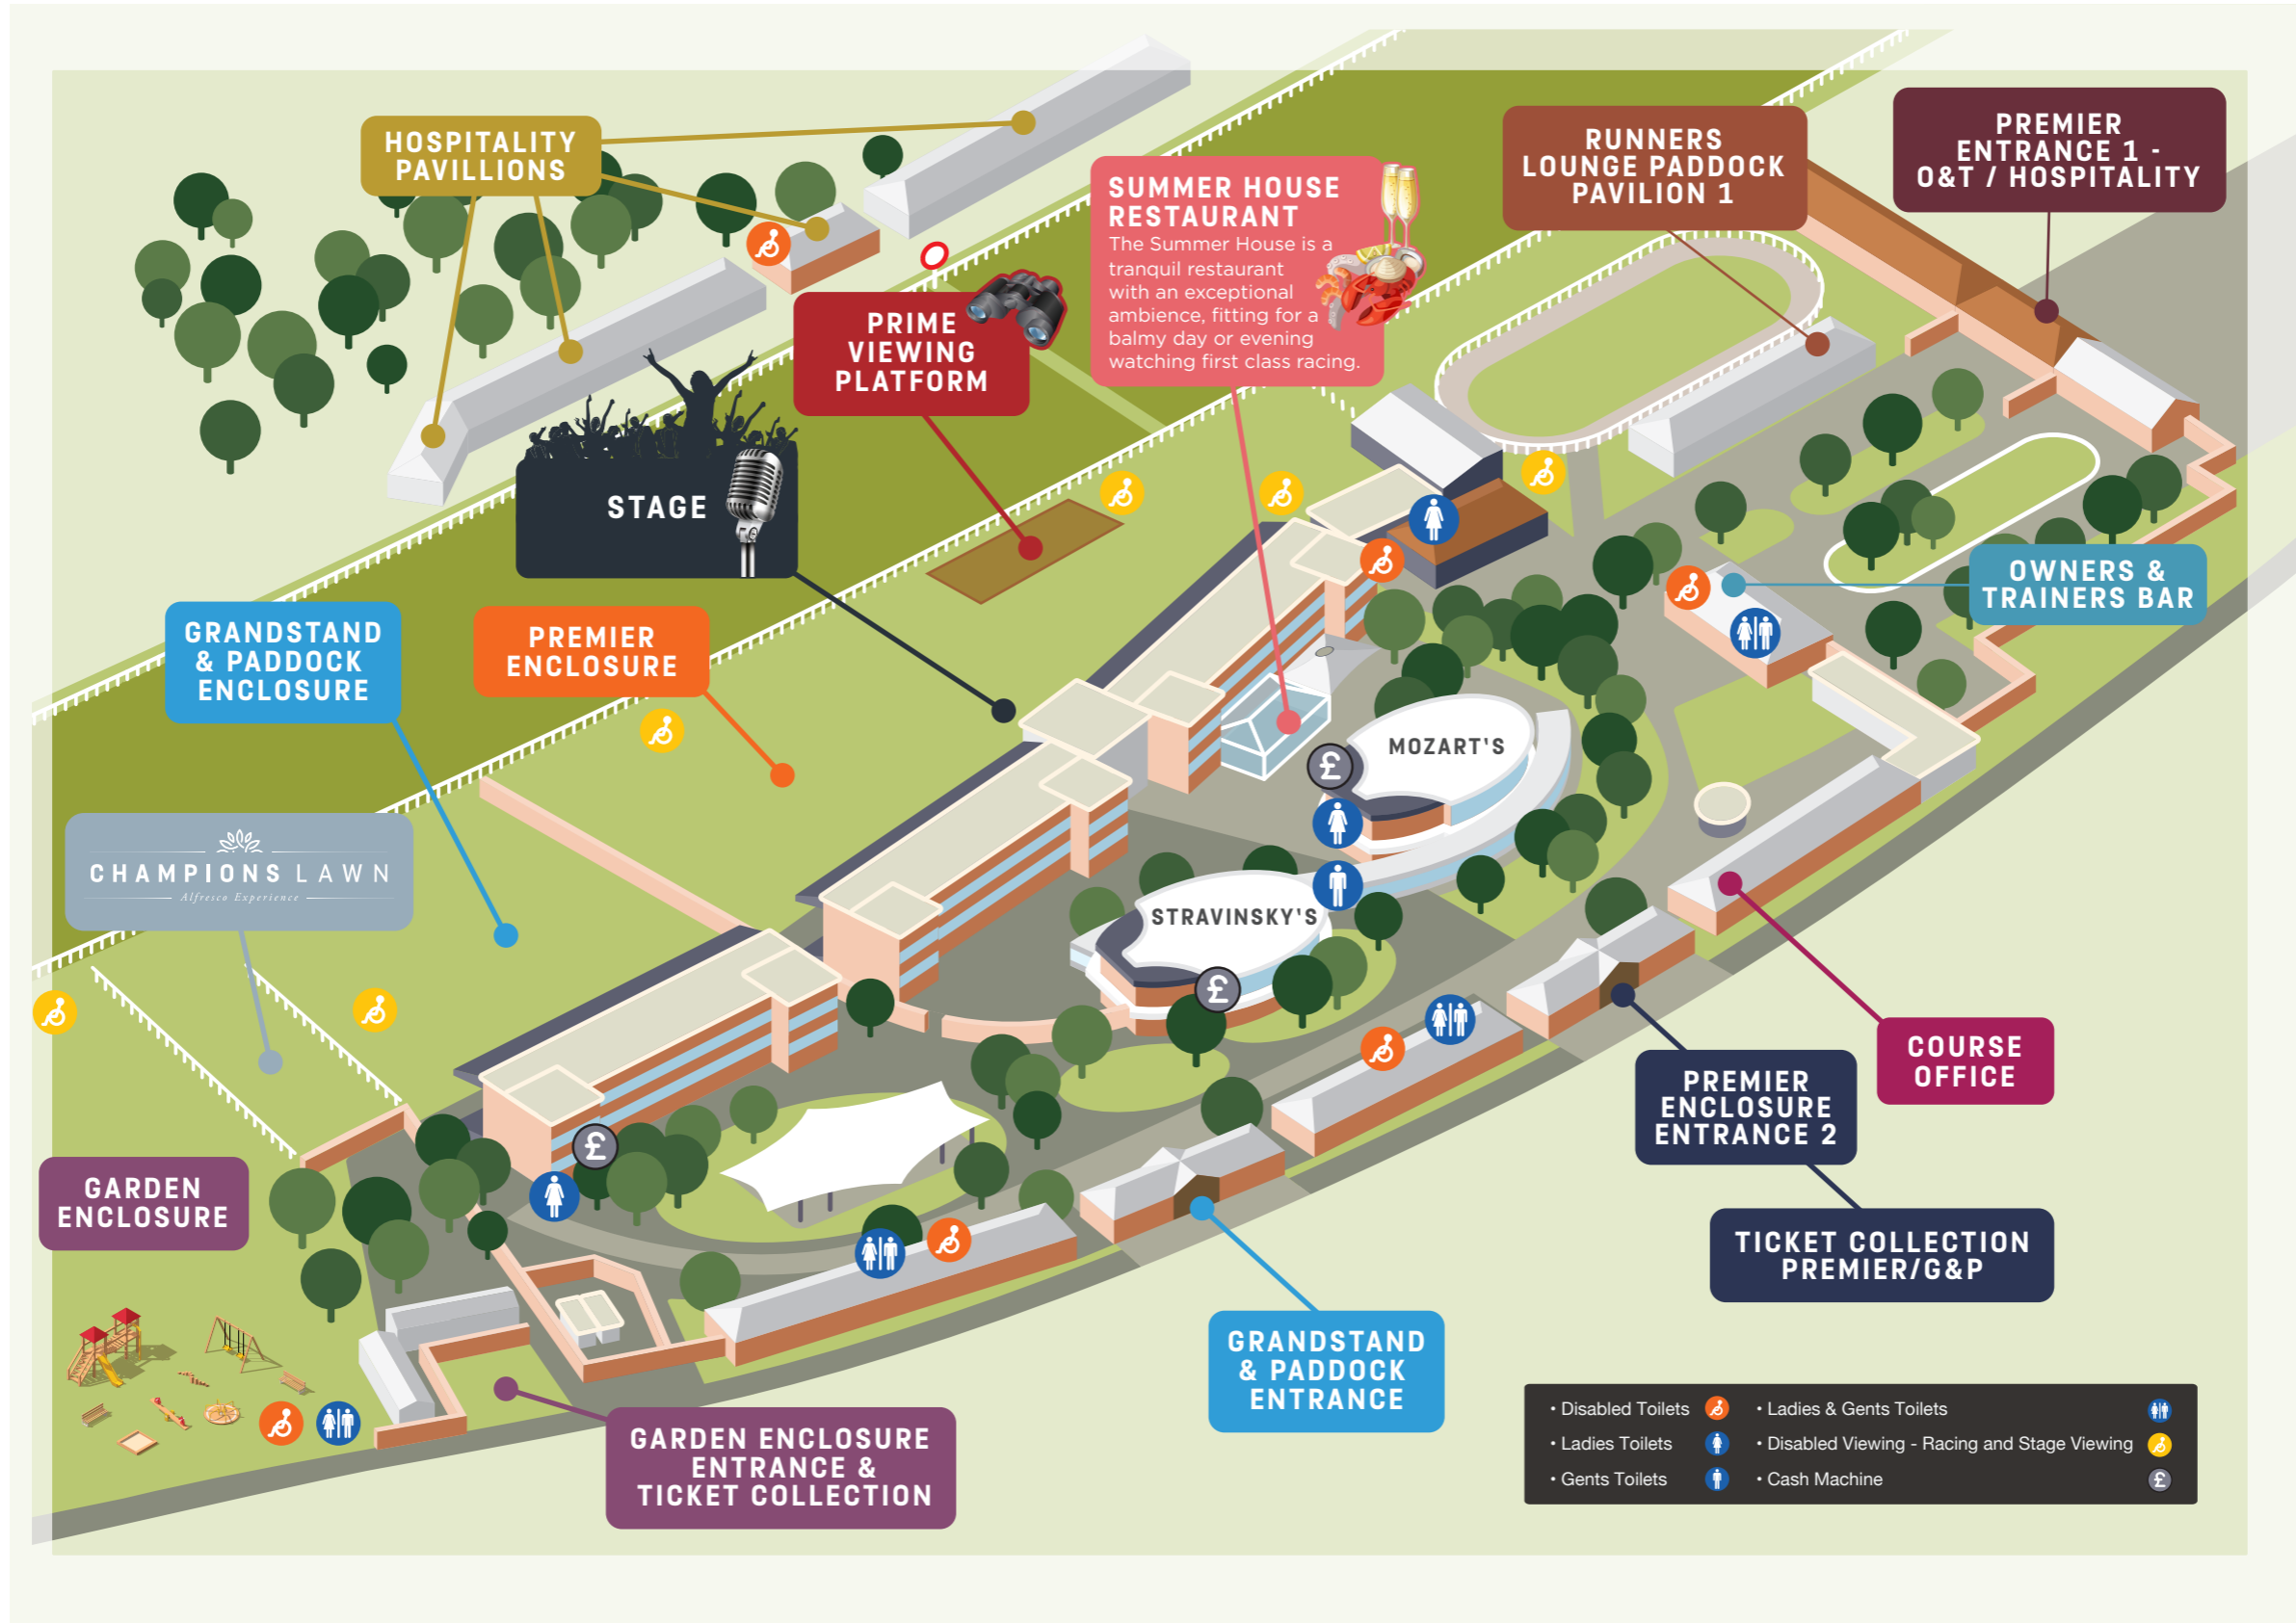 HOSPITALITY
PAVILLIONS
RUNNERS
LOUNGE PADDOCK
PAVILION 1
PREMIER
ENTRANCE 1 -
O&T / HOSPITALITY
SUMMER HOUSE
RESTAURANT
The Summer House is a
tranquil restaurant
with an exceptional
ambience, fitting for a
balmy day or evening
watching first class racing.
PRIME
VIEWING
PLATFORM
STAGE
OWNERS &
TRAINERS BAR
GRANDSTAND
& PADDOCK
ENCLOSURE
PREMIER
ENCLOSURE
MOZART'S
£
CHAMPIONS LAWN
Alfresco Experience
STRAVINSKY'S
£
COURSE
OFFICE
PREMIER
ENCLOSURE
ENTRANCE 2
£
GARDEN
ENCLOSURE
TICKET COLLECTION
PREMIER/G&P
GRANDSTAND
& PADDOCK
ENTRANCE
GARDEN ENCLOSURE
ENTRANCE &
TICKET COLLECTION
• Disabled Toilets
• Ladies Toilets
• Gents Toilets
• Ladies & Gents Toilets
• Disabled Viewing - Racing and Stage Viewing
• Cash Machine £